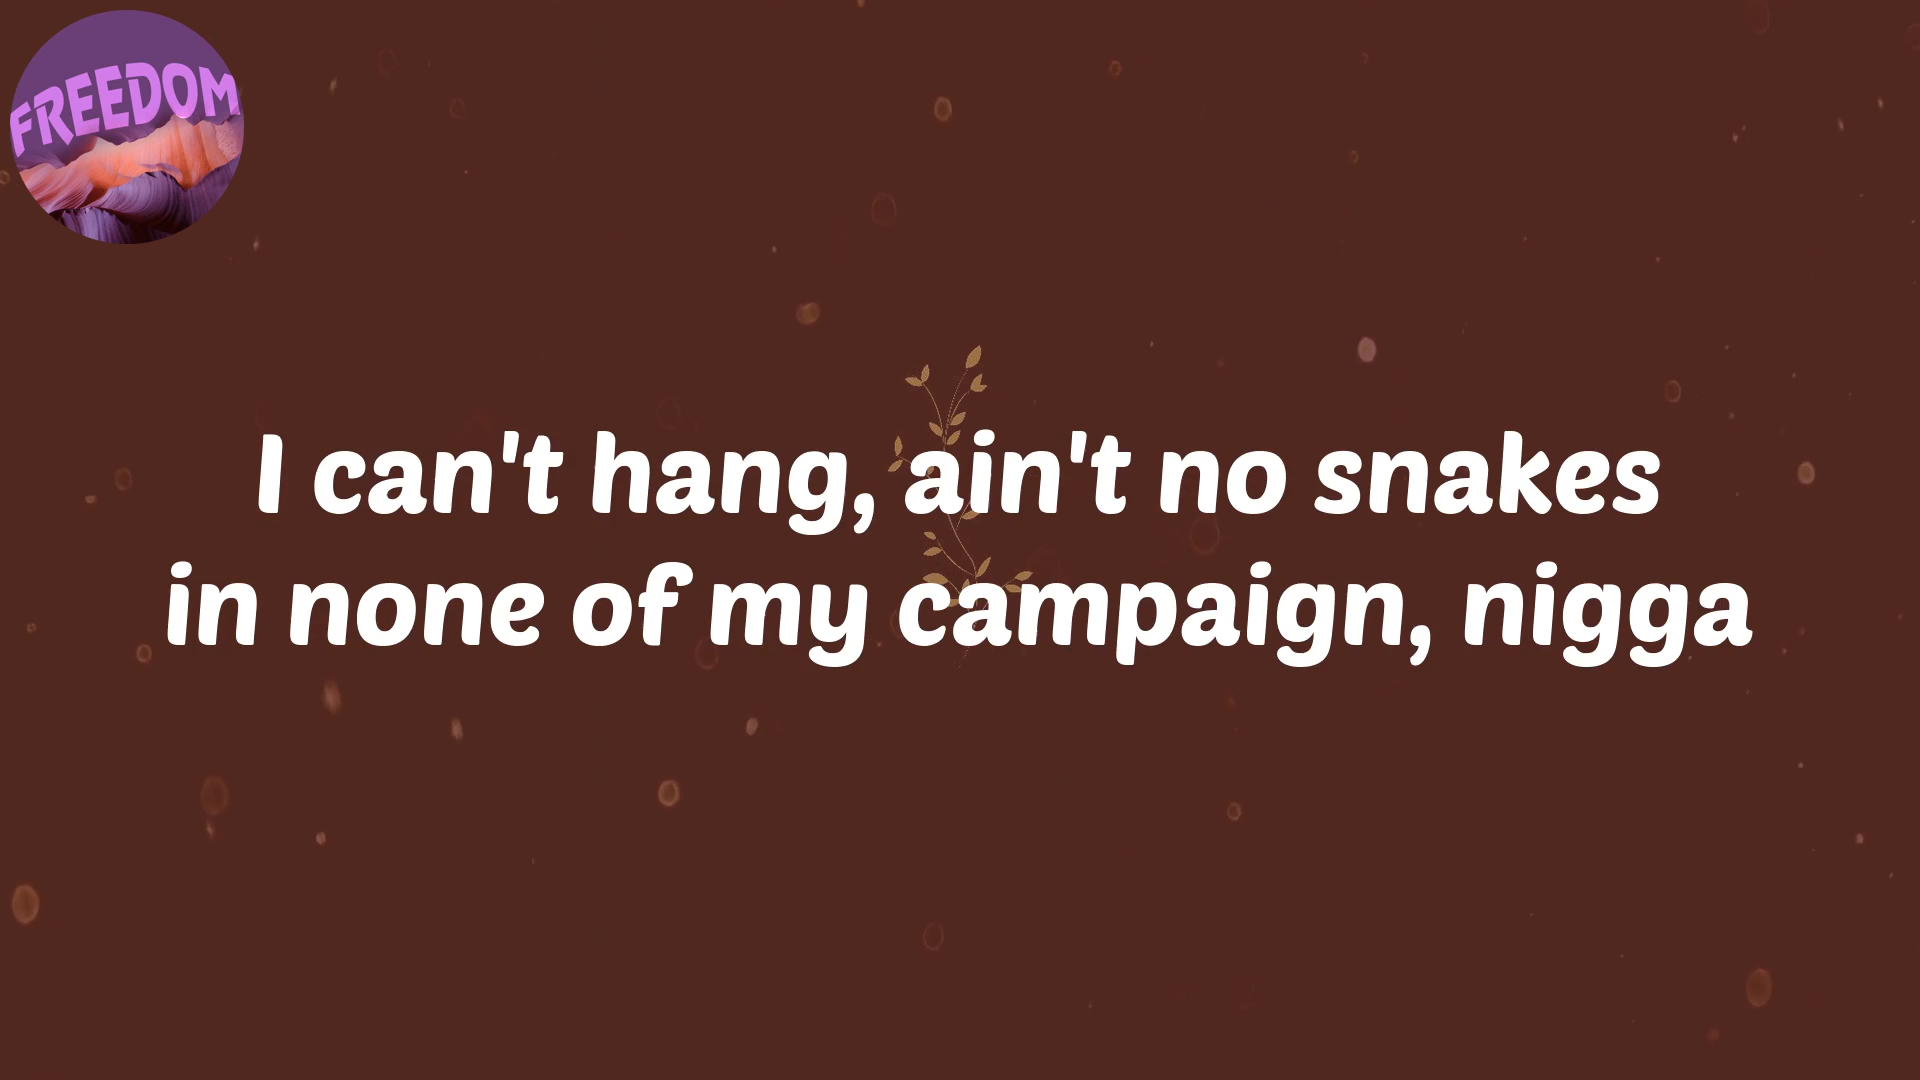 FREEDOM
I can't hang, ain't no snakes
in none of my campaign, nigga